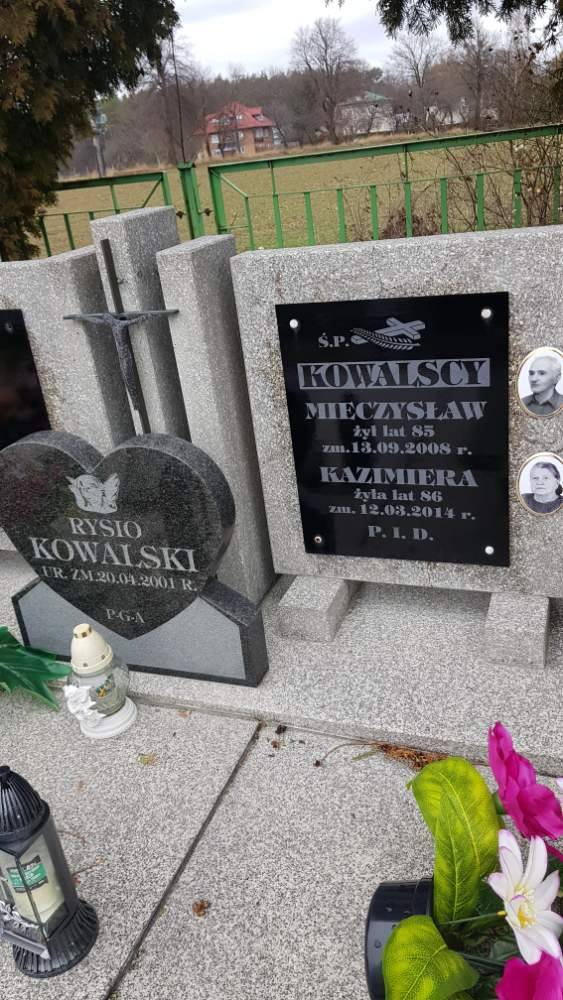 Ś.P.
KOWALSCY
MIECZYSŁAW
żył lat 85
zm. 13.09.2008 r.
KAZIMIERA
żyła lat 86
zm. 12.03.2014 r.
P. I. D.
RYSIO
KOWALSKI
UR. ZM.20.04.2001 R.
P-G-A